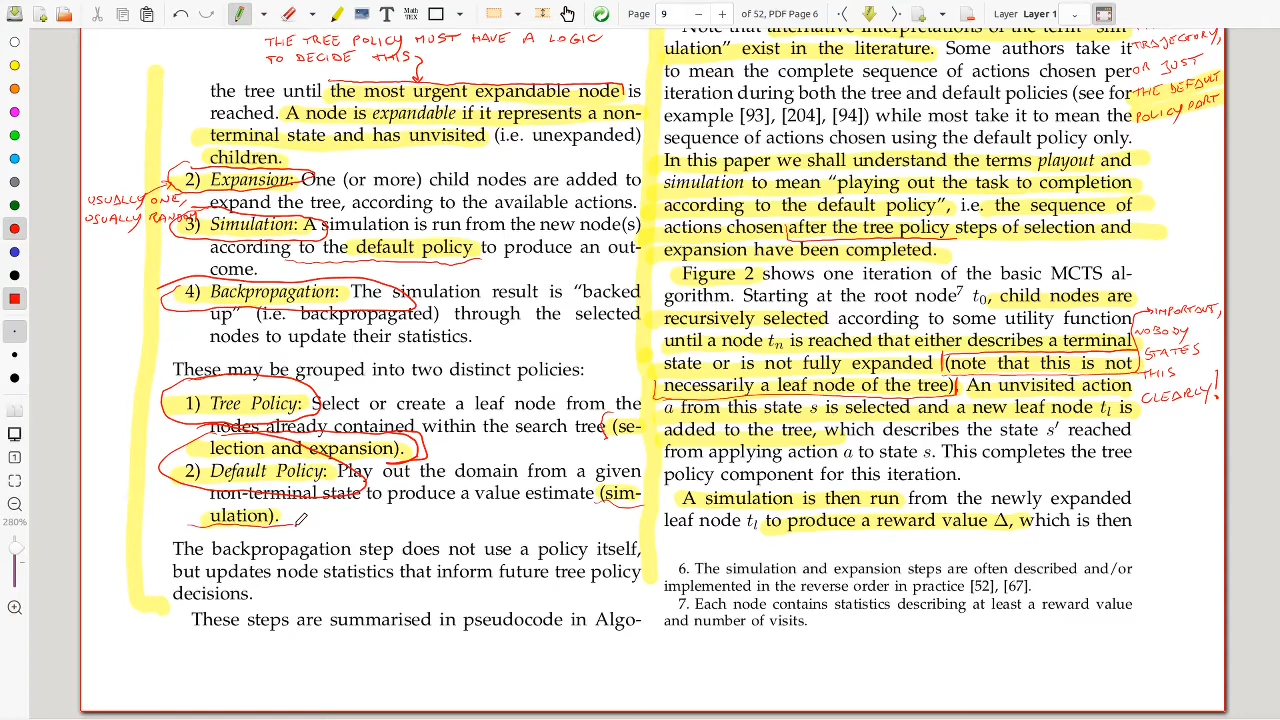 Math
TEX
Page 9 of 52, PDF Page 6
Layer Layer 1
280%
THE TREE POLICY MUST HAVE A LOGIC
TO DECIDE THIS
the tree until the most urgent expandable node is
reached. A node is expandable if it represents a non-
terminal state and has unvisited (i.e. unexpanded)
children.
2) Expansion: One (or more) child nodes are added to
expand the tree, according to the available actions.
USUALLY ONE,
USUALLY RANDOM
3) Simulation: A simulation is run from the new node(s)
according to the default policy to produce an out-
come.
4) Backpropagation: The simulation result is “backed
up” (i.e. backpropagated) through the selected
nodes to update their statistics.
These may be grouped into two distinct policies:
1) Tree Policy: Select or create a leaf node from the
nodes already contained within the search tree (se-
lection and expansion).
2) Default Policy: Play out the domain from a given
non-terminal state to produce a value estimate (sim-
ulation).
The backpropagation step does not use a policy itself,
but updates node statistics that inform future tree policy
decisions.
These steps are summarised in pseudocode in Algo-
Note that alternative interpretations of the term “sim-
ulation” exist in the literature. Some authors take it
to mean the complete sequence of actions chosen per
iteration during both the tree and default policies (see for
example [93], [204], [94]) while most take it to mean the
sequence of actions chosen using the default policy only.
In this paper we shall understand the terms playout and
simulation to mean “playing out the task to completion
according to the default policy”, i.e. the sequence of
actions chosen after the tree policy steps of selection and
expansion have been completed.
TRAJECTORY,
OR JUST
THE DEFAULT
POLICY PART
Figure 2 shows one iteration of the basic MCTS al-
gorithm. Starting at the root node⁷ t₀, child nodes are
recursively selected according to some utility function
until a node tₙ is reached that either describes a terminal
state or is not fully expanded (note that this is not
necessarily a leaf node of the tree). An unvisited action
a from this state s is selected and a new leaf node tₗ is
added to the tree, which describes the state s′ reached
from applying action a to state s. This completes the tree
policy component for this iteration.
IMPORTANT,
NOBODY
STATES
THIS
CLEARLY!
A simulation is then run from the newly expanded
leaf node tₗ to produce a reward value Δ, which is then
6. The simulation and expansion steps are often described and/or
implemented in the reverse order in practice [52], [67].
7. Each node contains statistics describing at least a reward value
and number of visits.